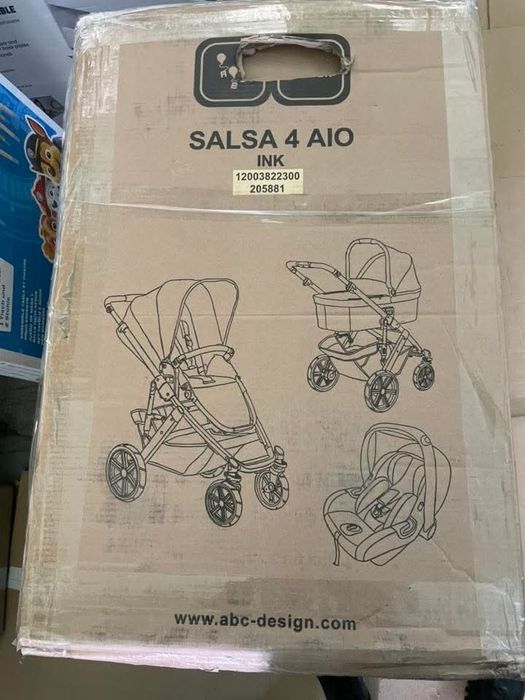 SALSA 4 AIO
INK
12003822300
205881
www.abc-design.com